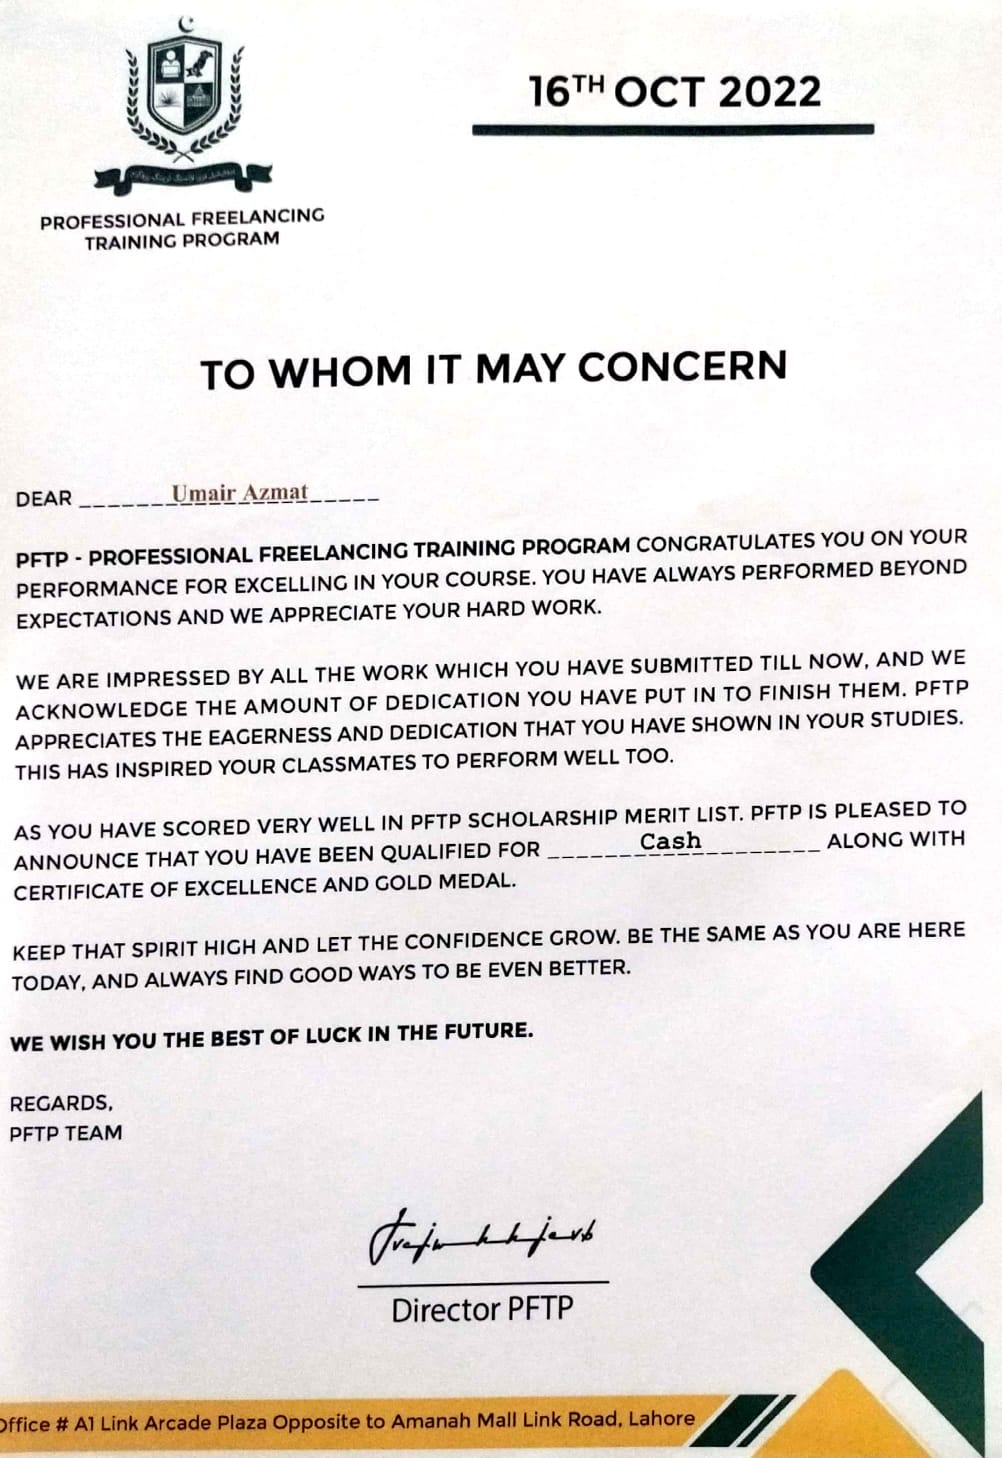 16TH OCT 2022
PROFESSIONAL FREELANCING
TRAINING PROGRAM
TO WHOM IT MAY CONCERN
DEAR ______Umair Azmat_____
PFTP - PROFESSIONAL FREELANCING TRAINING PROGRAM CONGRATULATES YOU ON YOUR
PERFORMANCE FOR EXCELLING IN YOUR COURSE. YOU HAVE ALWAYS PERFORMED BEYOND
EXPECTATIONS AND WE APPRECIATE YOUR HARD WORK.
WE ARE IMPRESSED BY ALL THE WORK WHICH YOU HAVE SUBMITTED TILL NOW, AND WE
ACKNOWLEDGE THE AMOUNT OF DEDICATION YOU HAVE PUT IN TO FINISH THEM. PFTP
APPRECIATES THE EAGERNESS AND DEDICATION THAT YOU HAVE SHOWN IN YOUR STUDIES.
THIS HAS INSPIRED YOUR CLASSMATES TO PERFORM WELL TOO.
AS YOU HAVE SCORED VERY WELL IN PFTP SCHOLARSHIP MERIT LIST. PFTP IS PLEASED TO
ANNOUNCE THAT YOU HAVE BEEN QUALIFIED FOR ______Cash______ ALONG WITH
CERTIFICATE OF EXCELLENCE AND GOLD MEDAL.
KEEP THAT SPIRIT HIGH AND LET THE CONFIDENCE GROW. BE THE SAME AS YOU ARE HERE
TODAY, AND ALWAYS FIND GOOD WAYS TO BE EVEN BETTER.
WE WISH YOU THE BEST OF LUCK IN THE FUTURE.
REGARDS,
PFTP TEAM
Director PFTP
Office # A1 Link Arcade Plaza Opposite to Amanah Mall Link Road, Lahore